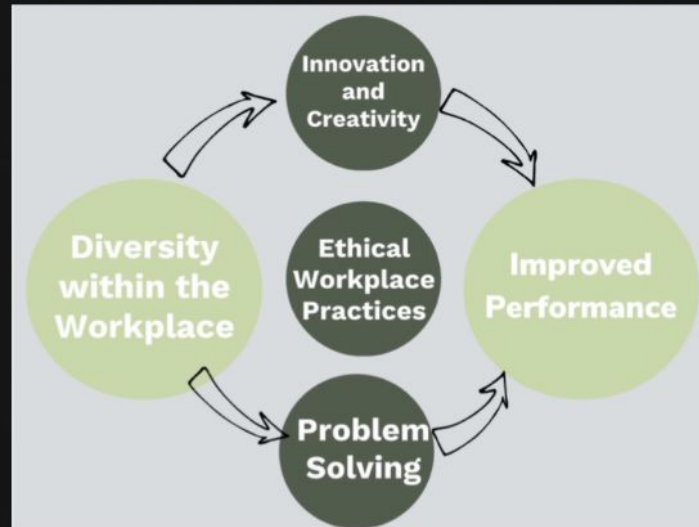 Innovation
and
Creativity
Diversity
within the
Workplace
Ethical
Workplace
Practices
Improved
Performance
Problem
Solving